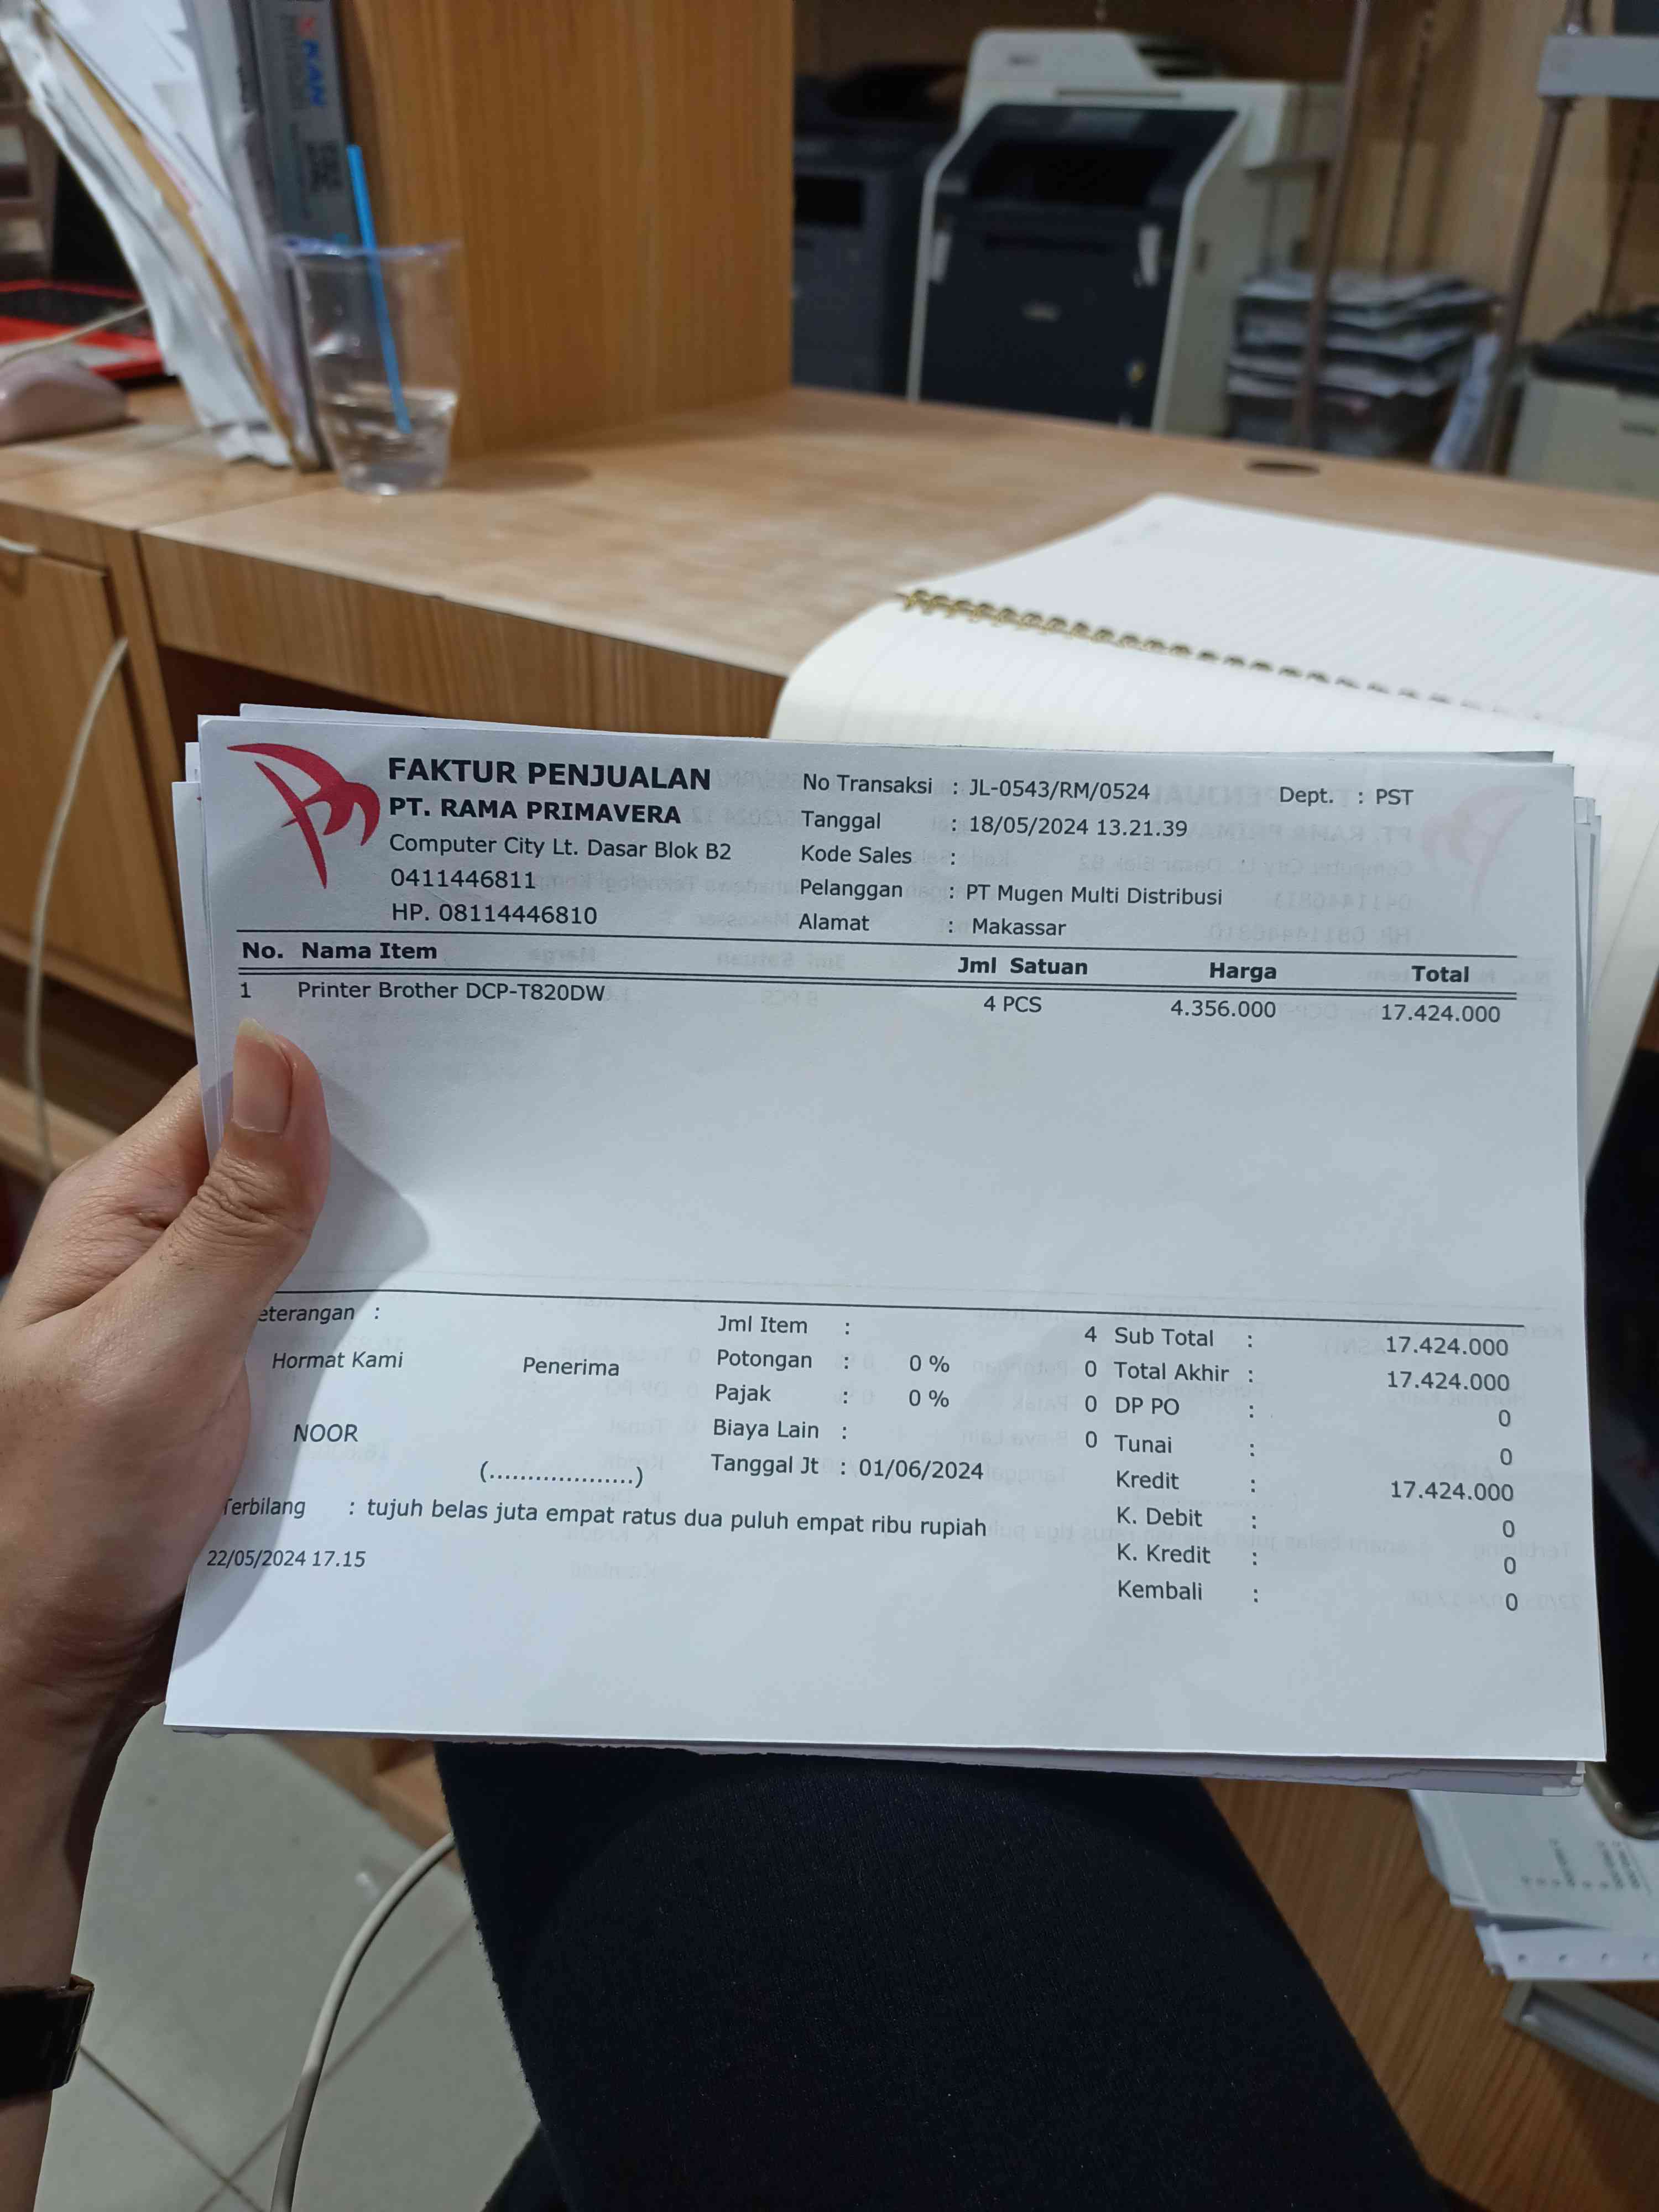 FAKTUR PENJUALAN
PT. RAMA PRIMAVERA
Computer City Lt. Dasar Blok B2
0411446811
HP. 08114446810
No Transaksi : JL-0543/RM/0524 Dept. : PST
Tanggal : 18/05/2024 13.21.39
Kode Sales :
Pelanggan : PT Mugen Multi Distribusi
Alamat : Makassar
No. Nama Item Jml Satuan Harga Total
1 Printer Brother DCP-T820DW 4 PCS 4.356.000 17.424.000
eterangan :
Hormat Kami Penerima
NOOR
(....................)
Jml Item : 4
Potongan : 0 % 0
Pajak : 0 % 0
Biaya Lain : 0
Tanggal Jt : 01/06/2024
Sub Total : 17.424.000
Total Akhir : 17.424.000
DP PO : 0
Tunai : 0
Kredit : 17.424.000
K. Debit : 0
K. Kredit : 0
Kembali : 0
Terbilang : tujuh belas juta empat ratus dua puluh empat ribu rupiah
22/05/2024 17.15